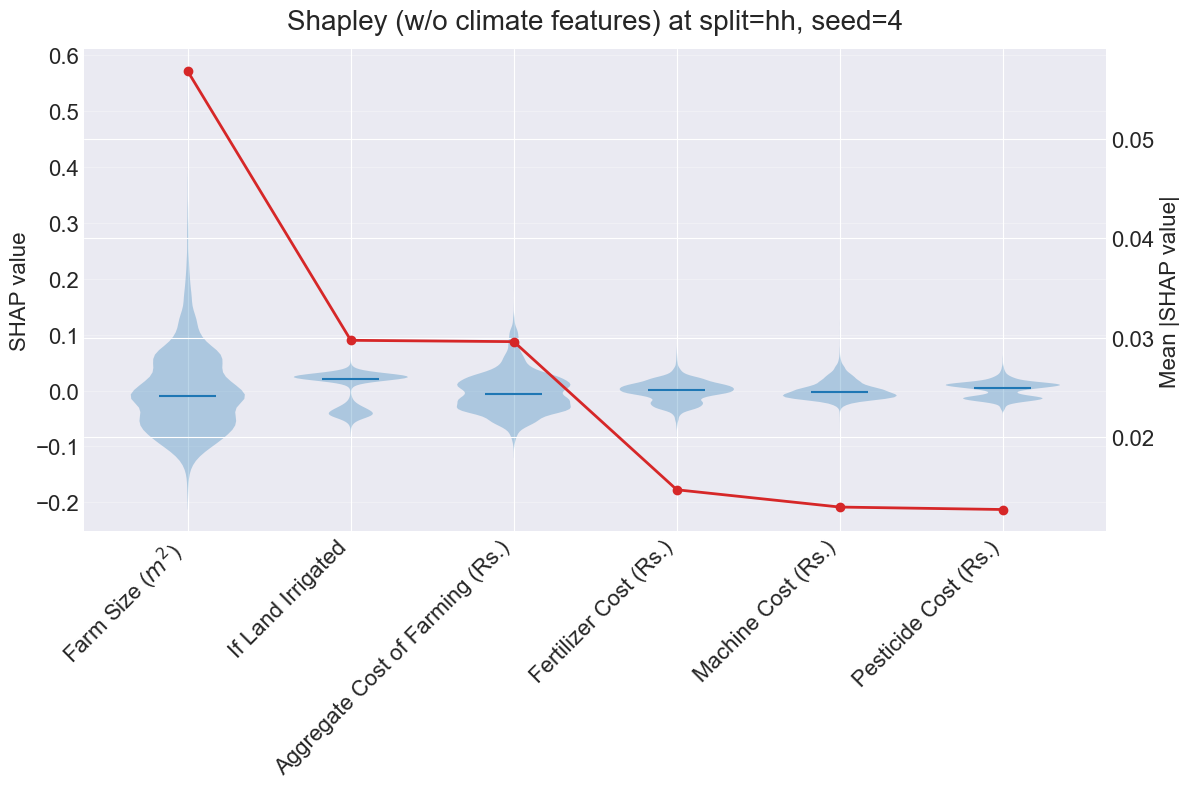 Shapley (w/o climate features) at split=hh, seed=4
SHAP value
0.6
0.5
0.4
0.3
0.2
0.1
0.0
−0.1
−0.2
0.05
0.04
0.03
0.02
Mean |SHAP value|
Farm Size (m²)
If Land Irrigated
Aggregate Cost of Farming (Rs.)
Fertilizer Cost (Rs.)
Machine Cost (Rs.)
Pesticide Cost (Rs.)